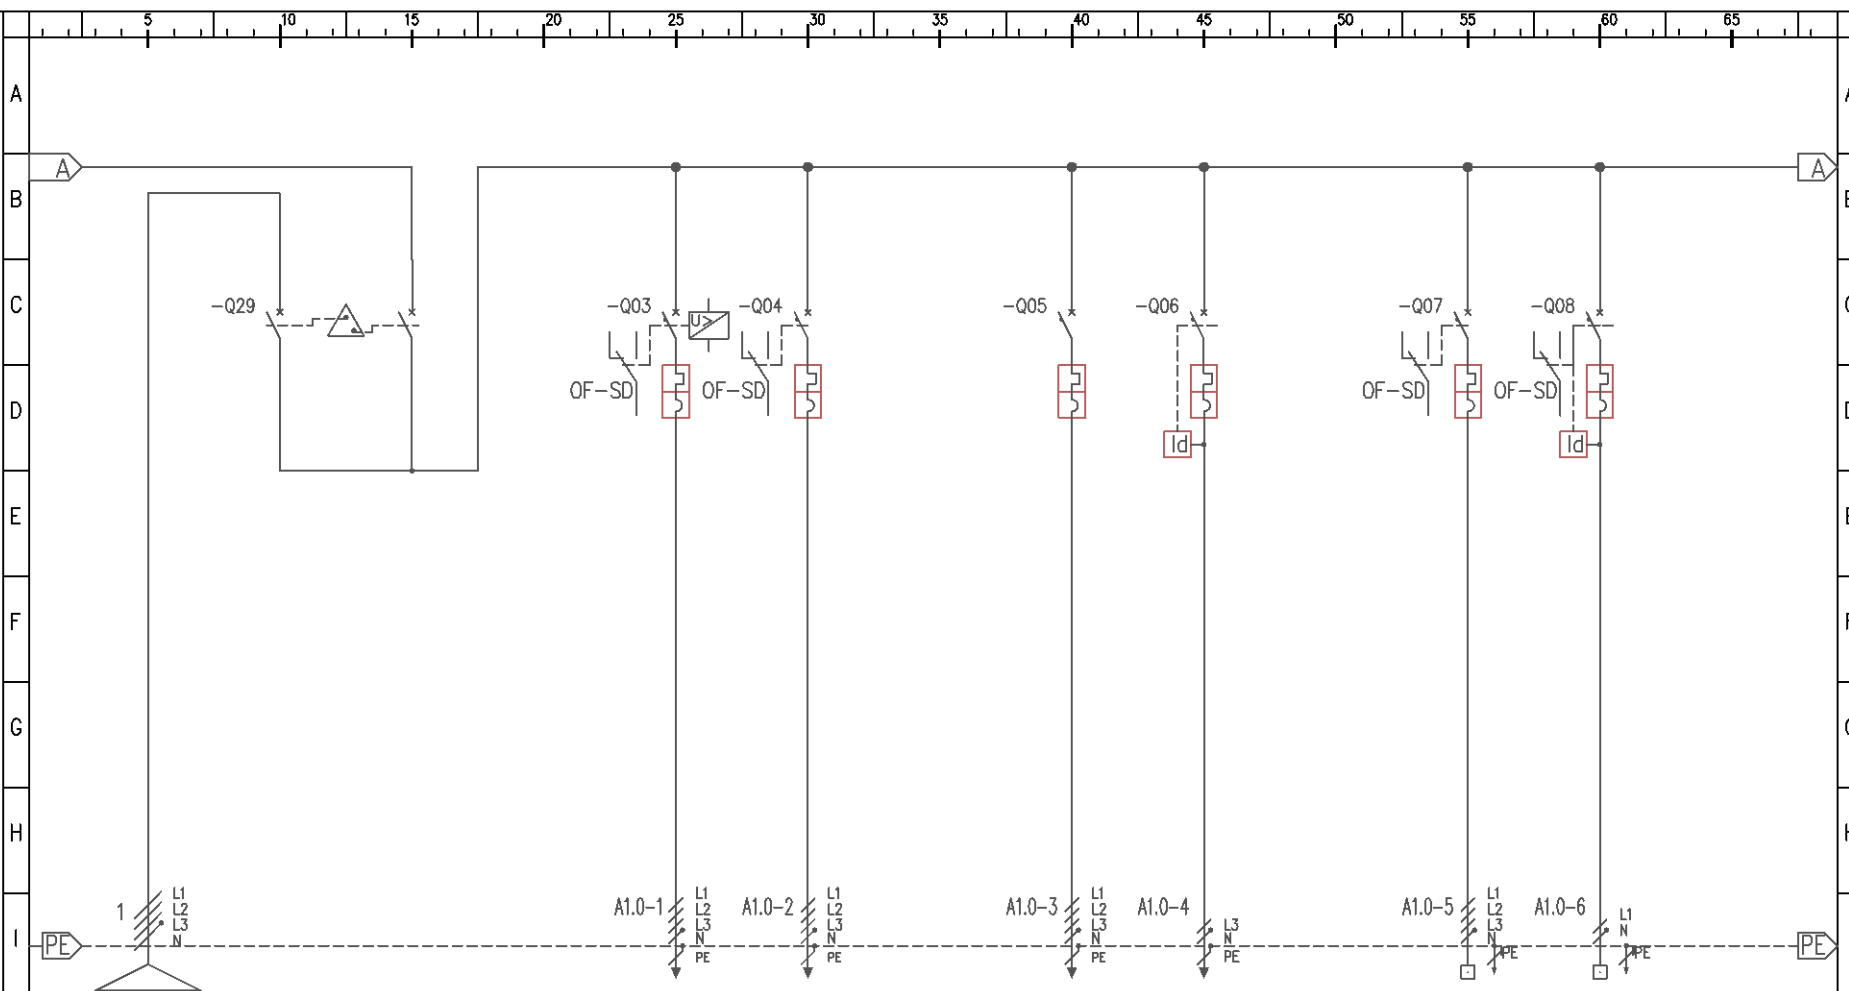 5 10 15 20 25 30 35 40 45 50 55 60 65
A
A A
B
C -Q29 -Q03 U> -Q04 -Q05 -Q06 -Q07 -Q08
OF-SD OF-SD OF-SD OF-SD
D
Id Id
E
F
G
H
1 L1 L2 L3 N
A1.0-1 L1 L2 L3 N PE
A1.0-2 L1 L2 L3 N PE
A1.0-3 L1 L2 L3 N PE
A1.0-4 L3 N PE
A1.0-5 L1 L2 L3 N PE
A1.0-6 L1 N PE
I PE PE